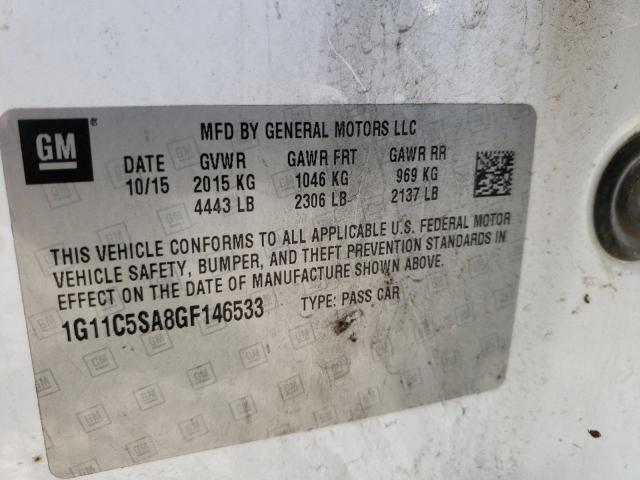 GM ® MFD BY GENERAL MOTORS LLC
DATE GVWR GAWR FRT GAWR RR
10/15 2015 KG 1046 KG 969 KG
4443 LB 2306 LB 2137 LB
THIS VEHICLE CONFORMS TO ALL APPLICABLE U.S. FEDERAL MOTOR
VEHICLE SAFETY, BUMPER, AND THEFT PREVENTION STANDARDS IN
EFFECT ON THE DATE OF MANUFACTURE SHOWN ABOVE.
1G11C5SA8GF146533 TYPE: PASS CAR